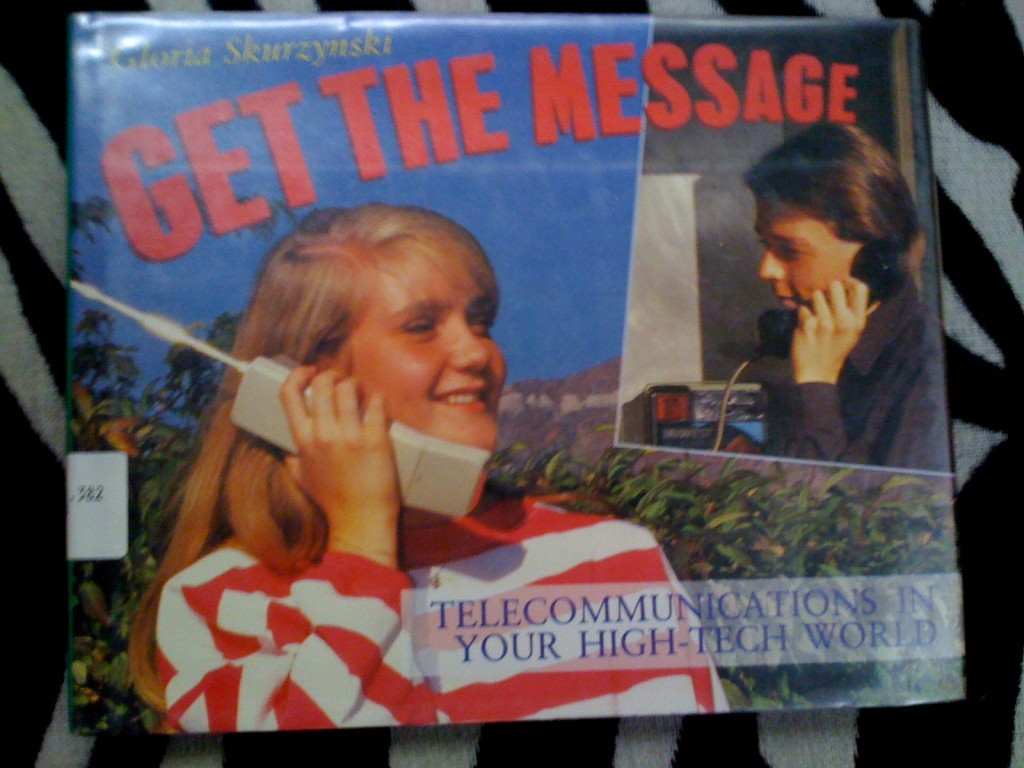 Gloria Skurzynski
GET THE MESSAGE
.382
TELECOMMUNICATIONS IN
YOUR HIGH-TECH WORLD